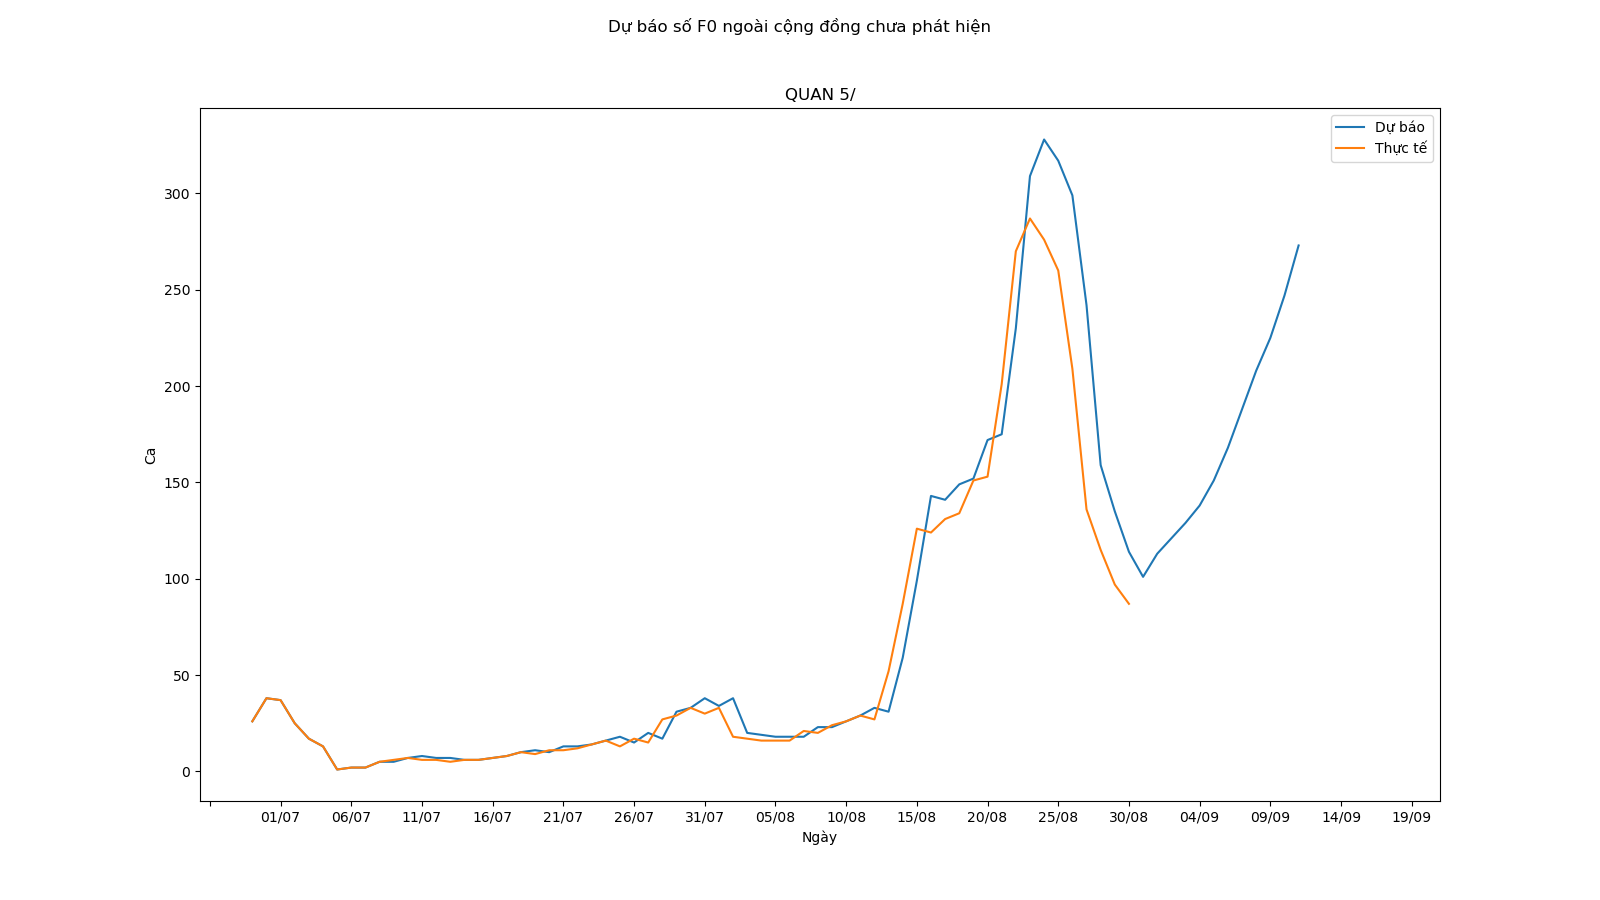 Dự báo số F0 ngoài cộng đồng chưa phát hiện
QUAN 5/
Dự báo
Thực tế
300
250
200
150
100
50
0
Ca
01/07 06/07 11/07 16/07 21/07 26/07 31/07 05/08 10/08 15/08 20/08 25/08 30/08 04/09 09/09 14/09 19/09
Ngày